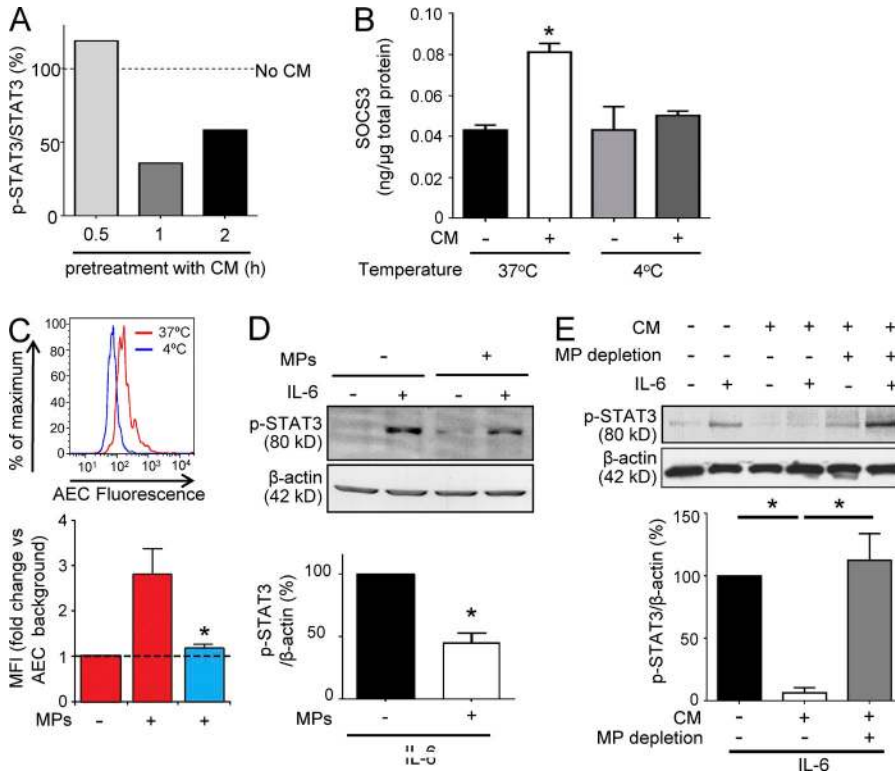 A
p-STAT3/STAT3 (%)
100
50
0
No CM
0.5 1 2
pretreatment with CM (h)
B
SOCS3
(ng/µg total protein)
0.10
0.08
0.06
0.04
0.02
0.00
*
CM - + - +
Temperature 37ºC 4ºC
C
% of maximum
100
80
60
40
20
0
37ºC
4ºC
10¹ 10² 10³ 10⁴
AEC Fluorescence
MFI (fold change vs
AEC background)
4
3
2
1
0
*
MPs - + +
D
MPs - +
IL-6 - + - +
p-STAT3
(80 kD)
β-actin
(42 kD)
p-STAT3
/β-actin (%)
100
50
0
*
MPs - +
IL-6
E
CM - - + + + +
MP depletion - - - - + +
IL-6 - + - + - +
p-STAT3
(80 kD)
β-actin
(42 kD)
p-STAT3/β-actin (%)
150
100
50
0
* *
CM - + +
MP depletion +
IL-6